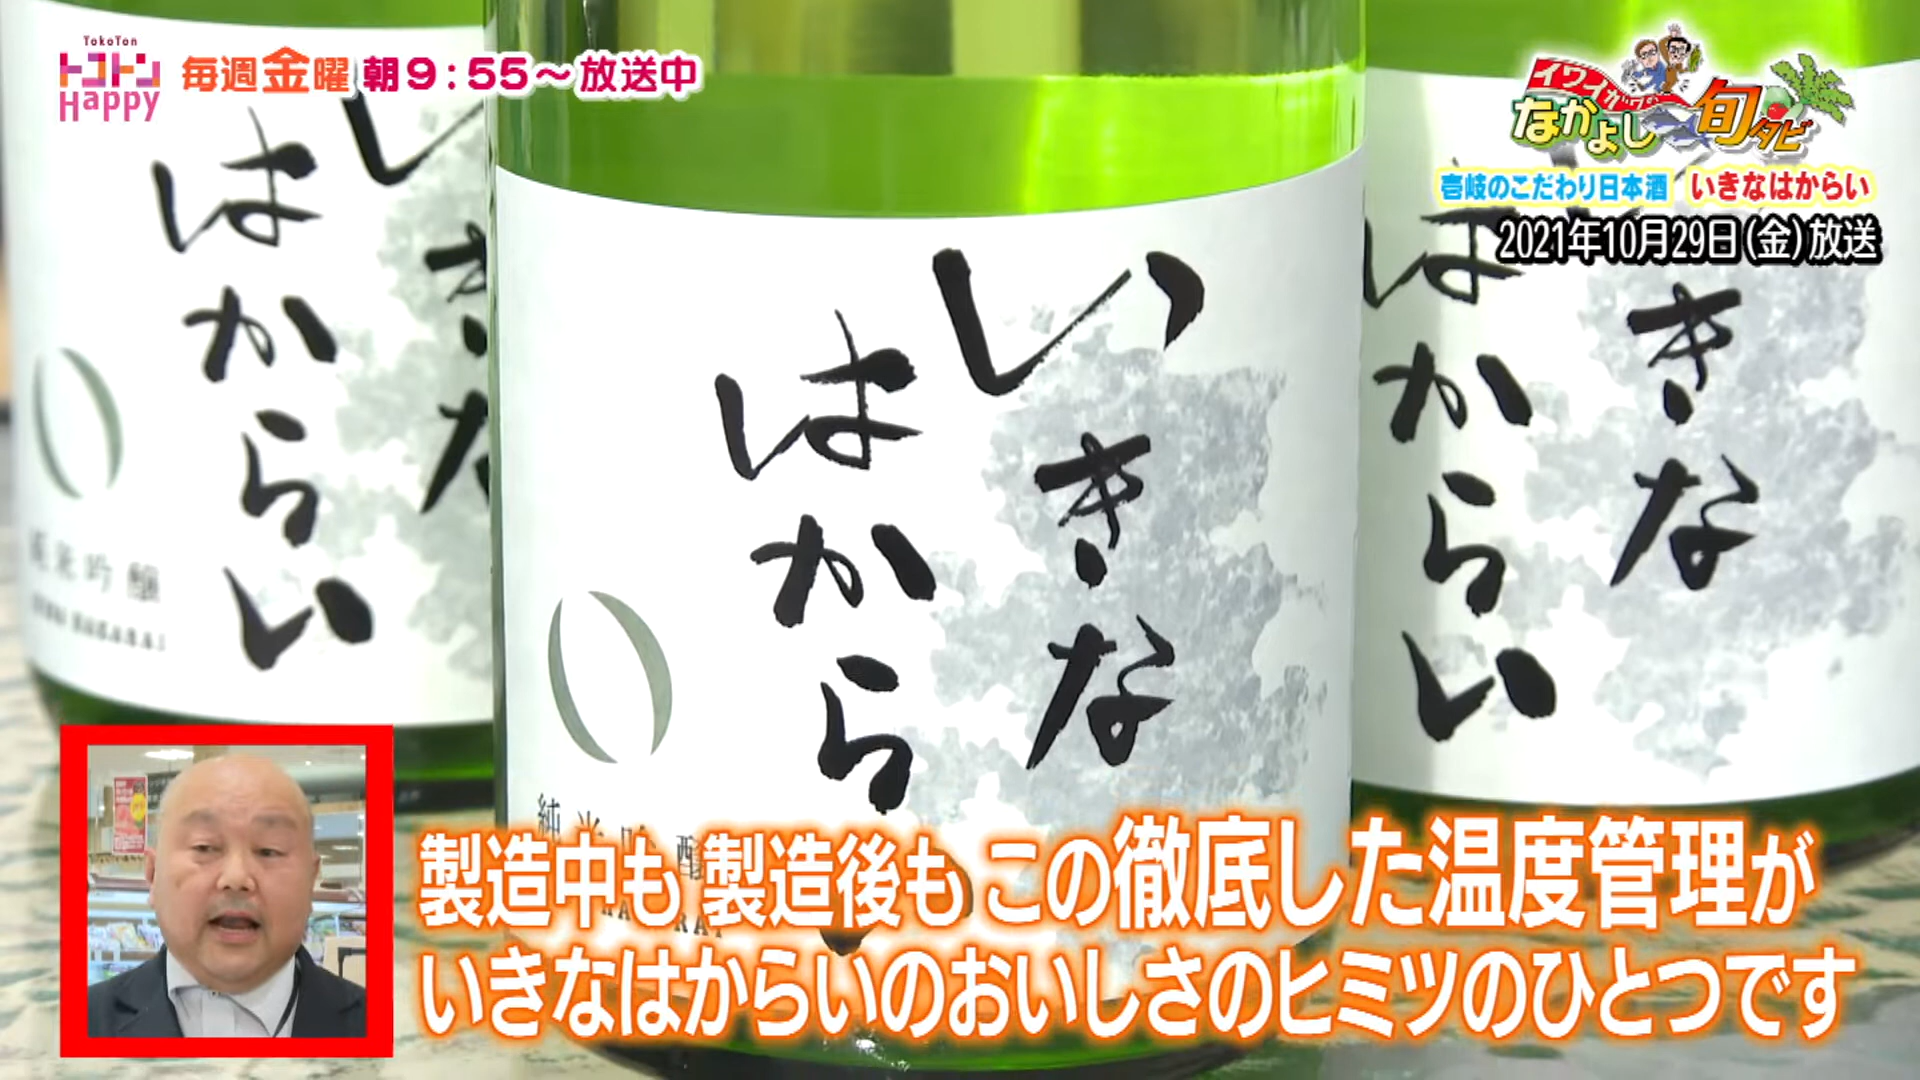 TokoTon
トコトン
Happy
毎週金曜 朝9:55～放送中
イワイガワの
なかよし旬タビ
壱岐のこだわり日本酒 いきなはからい
2021年10月29日(金)放送
いきな
はからい
いきな
はからい
純米吟醸
きな
はからい
製造中も 製造後も この徹底した温度管理が
いきなはからいのおいしさのヒミツのひとつです